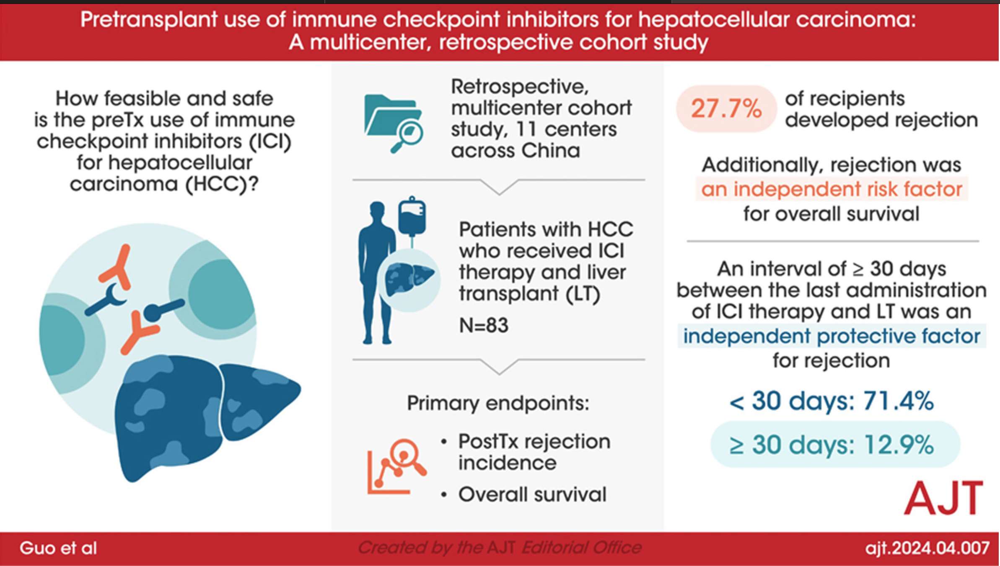 Pretransplant use of immune checkpoint inhibitors for hepatocellular carcinoma:
A multicenter, retrospective cohort study
How feasible and safe
is the preTx use of immune
checkpoint inhibitors (ICI)
for hepatocellular
carcinoma (HCC)?
Retrospective,
multicenter cohort
study, 11 centers
across China
Patients with HCC
who received ICI
therapy and liver
transplant (LT)
N=83
Primary endpoints:
• PostTx rejection
incidence
• Overall survival
27.7%
of recipients
developed rejection
Additionally, rejection was
an independent risk factor
for overall survival
An interval of ≥ 30 days
between the last administration
of ICI therapy and LT was an
independent protective factor
for rejection
< 30 days: 71.4%
≥ 30 days: 12.9%
AJT
Guo et al
Created by the AJT Editorial Office
ajt.2024.04.007